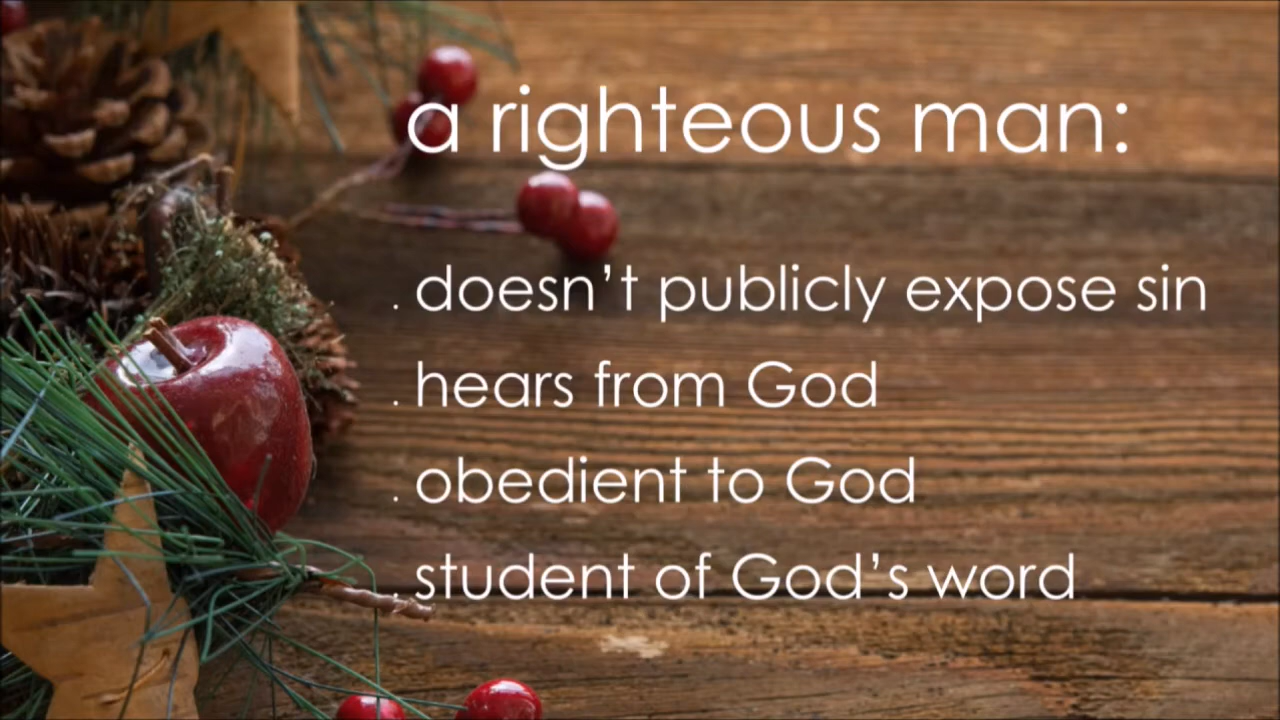 a righteous man:
. doesn’t publicly expose sin
. hears from God
. obedient to God
. student of God’s word